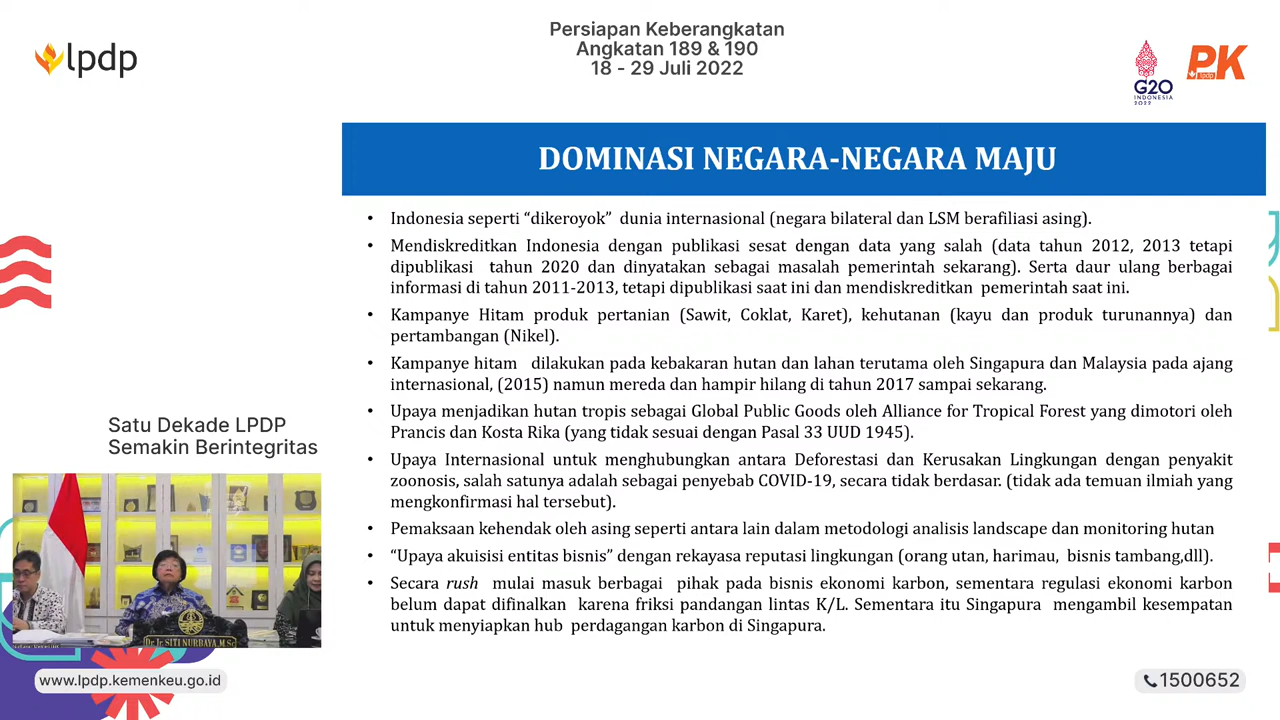 lpdp
Persiapan Keberangkatan
Angkatan 189 & 190
18 - 29 Juli 2022
G20
INDONESIA
2022
PK
lpdp
DOMINASI NEGARA-NEGARA MAJU
• Indonesia seperti “dikeroyok” dunia internasional (negara bilateral dan LSM berafiliasi asing).
• Mendiskreditkan Indonesia dengan publikasi sesat dengan data yang salah (data tahun 2012, 2013 tetapi
dipublikasi tahun 2020 dan dinyatakan sebagai masalah pemerintah sekarang). Serta daur ulang berbagai
informasi di tahun 2011-2013, tetapi dipublikasi saat ini dan mendiskreditkan pemerintah saat ini.
• Kampanye Hitam produk pertanian (Sawit, Coklat, Karet), kehutanan (kayu dan produk turunannya) dan
pertambangan (Nikel).
• Kampanye hitam dilakukan pada kebakaran hutan dan lahan terutama oleh Singapura dan Malaysia pada ajang
internasional, (2015) namun mereda dan hampir hilang di tahun 2017 sampai sekarang.
• Upaya menjadikan hutan tropis sebagai Global Public Goods oleh Alliance for Tropical Forest yang dimotori oleh
Prancis dan Kosta Rika (yang tidak sesuai dengan Pasal 33 UUD 1945).
• Upaya Internasional untuk menghubungkan antara Deforestasi dan Kerusakan Lingkungan dengan penyakit
zoonosis, salah satunya adalah sebagai penyebab COVID-19, secara tidak berdasar. (tidak ada temuan ilmiah yang
mengkonfirmasi hal tersebut).
• Pemaksaan kehendak oleh asing seperti antara lain dalam metodologi analisis landscape dan monitoring hutan
• “Upaya akuisisi entitas bisnis” dengan rekayasa reputasi lingkungan (orang utan, harimau, bisnis tambang,dll).
• Secara rush mulai masuk berbagai pihak pada bisnis ekonomi karbon, sementara regulasi ekonomi karbon
belum dapat difinalkan karena friksi pandangan lintas K/L. Sementara itu Singapura mengambil kesempatan
untuk menyiapkan hub perdagangan karbon di Singapura.
Satu Dekade LPDP
Semakin Berintegritas
Dr. Ir. SITI NURBAYA, M.Sc
www.lpdp.kemenkeu.go.id
1500652